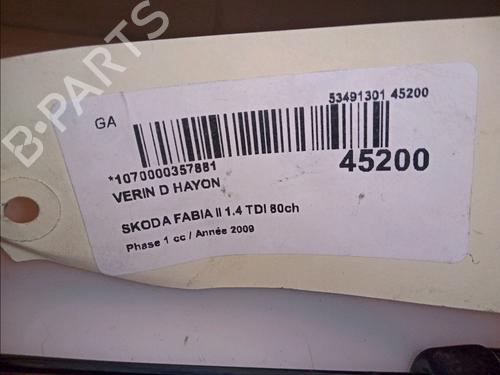 B-PARTS
GA
53491301 45200
*1070000357881
45200
VERIN D HAYON
SKODA FABIA II 1.4 TDI 80ch
Phase 1 cc / Année 2009